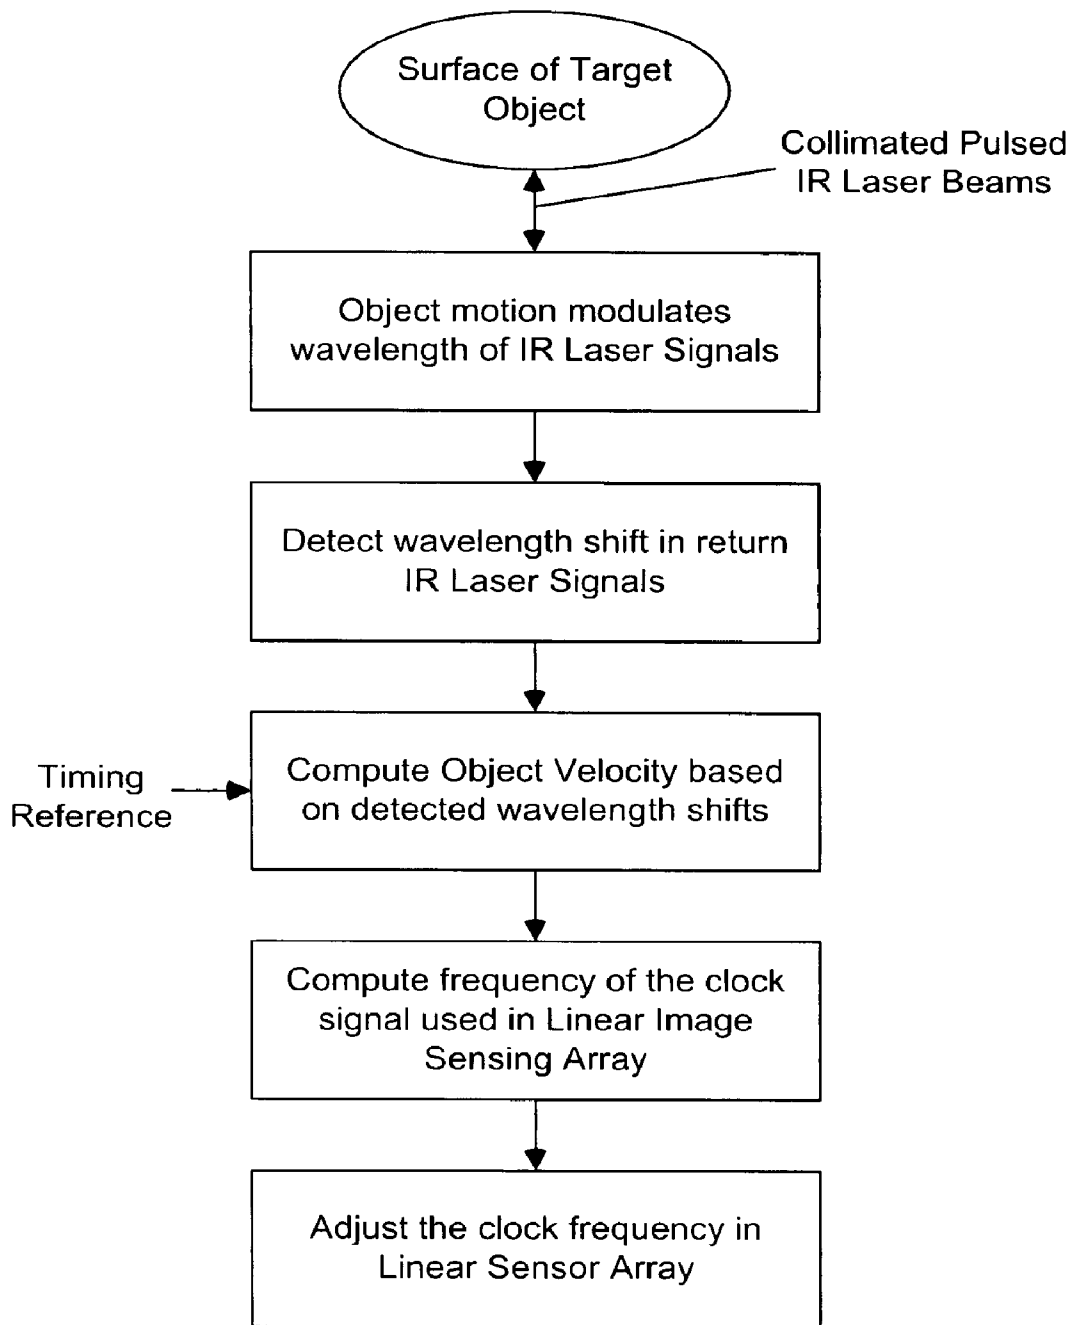 Surface of Target
Object
Collimated Pulsed
IR Laser Beams
Object motion modulates
wavelength of IR Laser Signals
Detect wavelength shift in return
IR Laser Signals
Timing
Reference
Compute Object Velocity based
on detected wavelength shifts
Compute frequency of the clock
signal used in Linear Image
Sensing Array
Adjust the clock frequency in
Linear Sensor Array